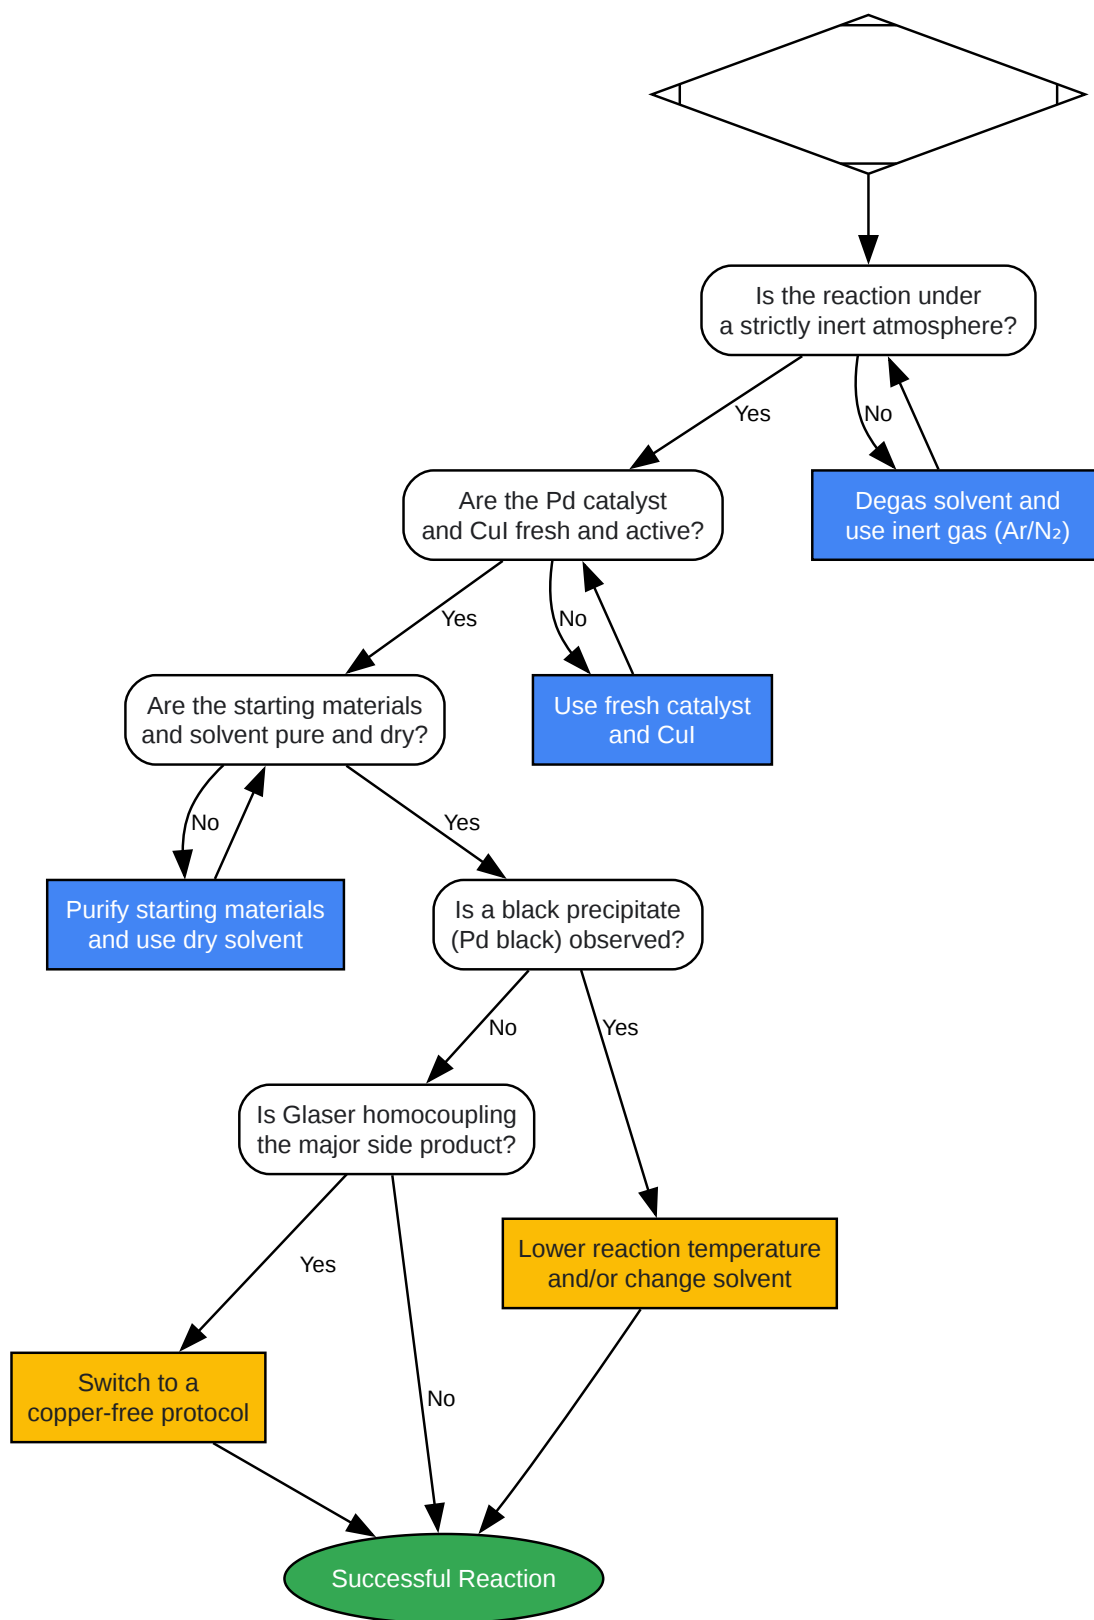 Is the reaction under
a strictly inert atmosphere?
Yes
No
Are the Pd catalyst
and CuI fresh and active?
Degas solvent and
use inert gas (Ar/N₂)
Yes
No
Are the starting materials
and solvent pure and dry?
Use fresh catalyst
and CuI
No
Yes
Purify starting materials
and use dry solvent
Is a black precipitate
(Pd black) observed?
No
Yes
Is Glaser homocoupling
the major side product?
Lower reaction temperature
and/or change solvent
Yes
No
Switch to a
copper-free protocol
Successful Reaction